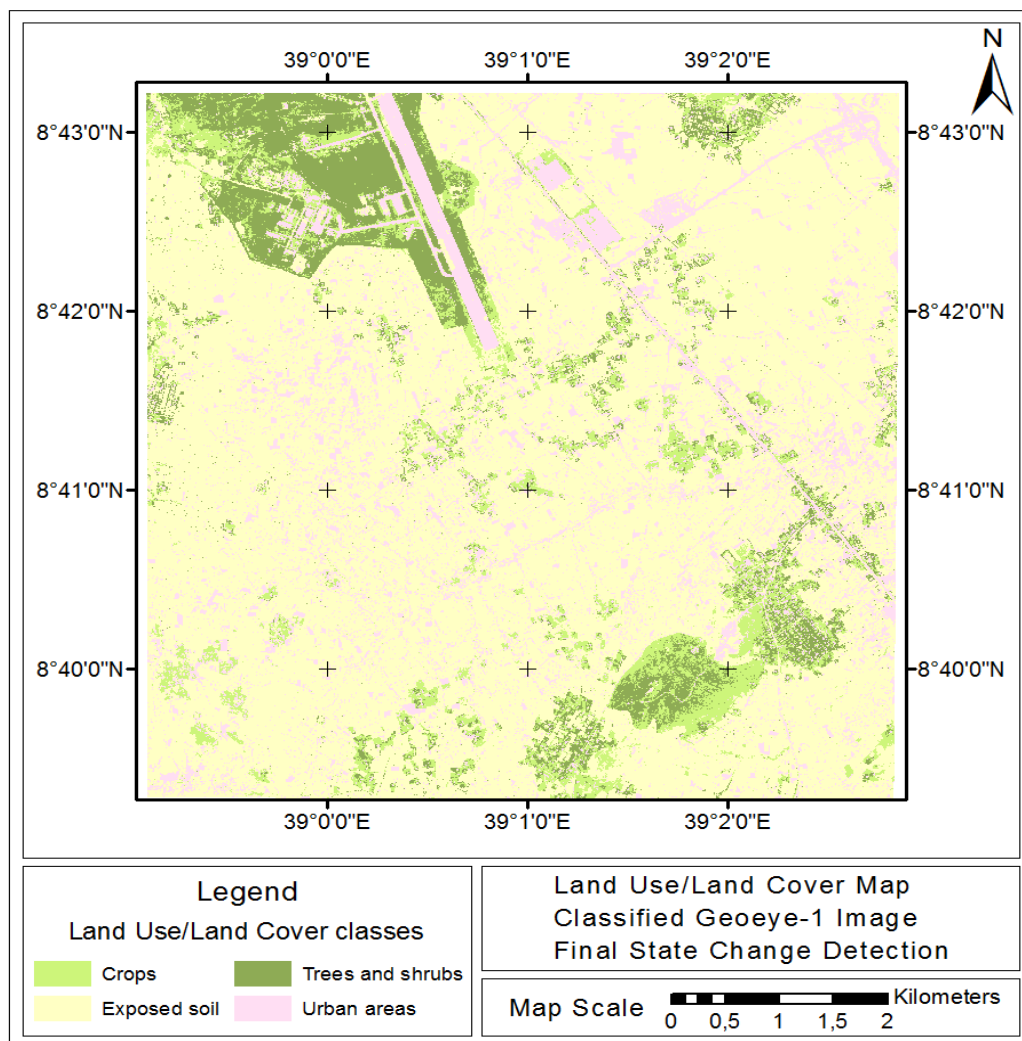 N
39°0'0"E 39°1'0"E 39°2'0"E
8°43'0"N 8°43'0"N
8°42'0"N 8°42'0"N
8°41'0"N 8°41'0"N
8°40'0"N 8°40'0"N
39°0'0"E 39°1'0"E 39°2'0"E
Legend
Land Use/Land Cover classes
Crops Trees and shrubs
Exposed soil Urban areas
Land Use/Land Cover Map
Classified Geoeye-1 Image
Final State Change Detection
Map Scale Kilometers
0 0,5 1 1,5 2